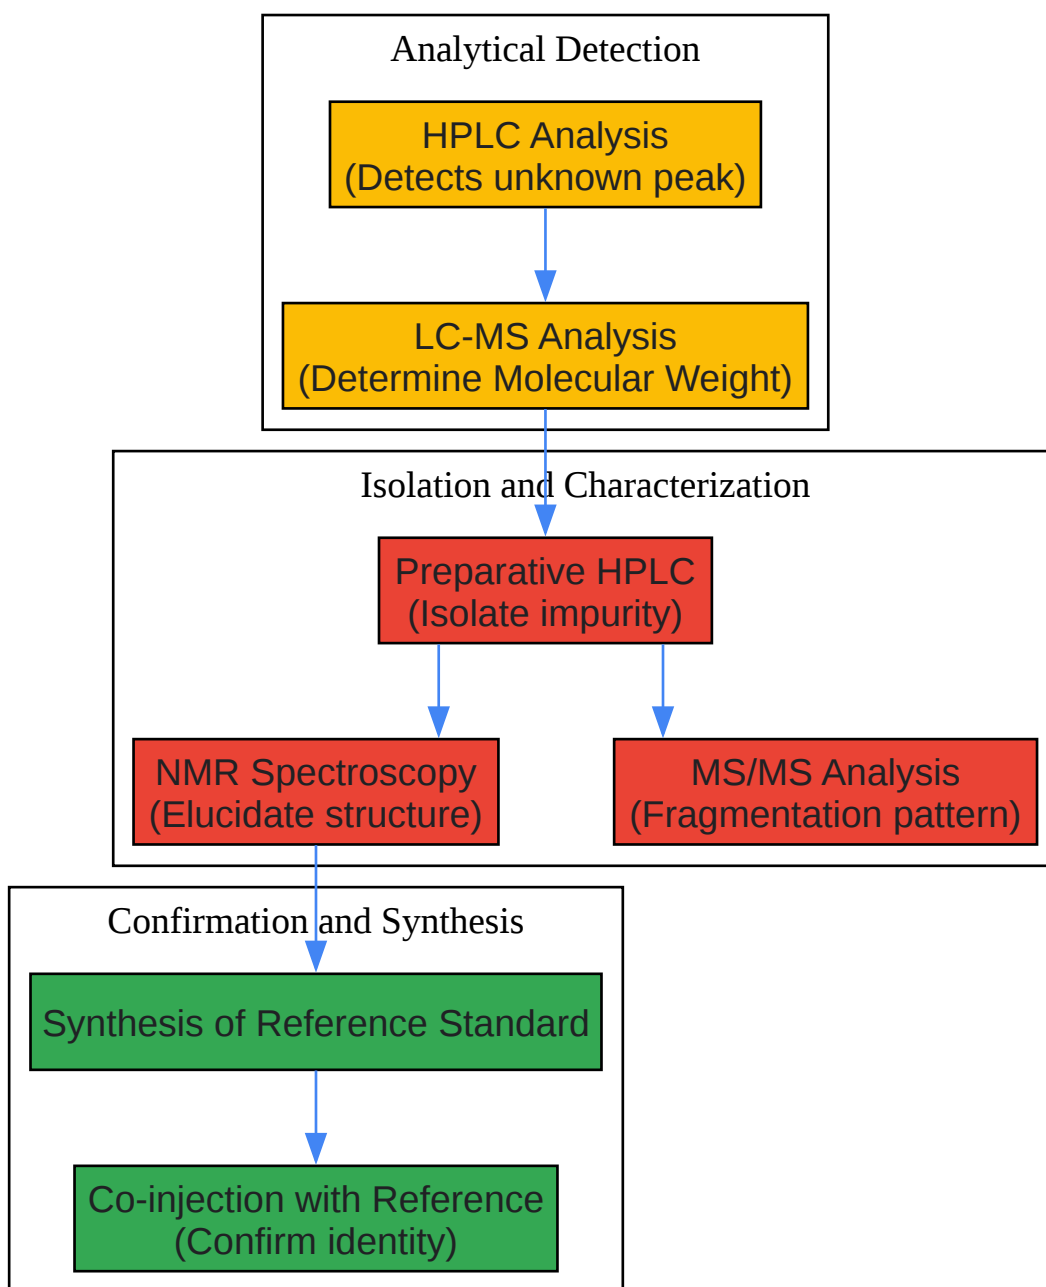 Analytical Detection
HPLC Analysis
(Detects unknown peak)
LC-MS Analysis
(Determine Molecular Weight)
Isolation and Characterization
Preparative HPLC
(Isolate impurity)
NMR Spectroscopy
(Elucidate structure)
MS/MS Analysis
(Fragmentation pattern)
Confirmation and Synthesis
Synthesis of Reference Standard
Co-injection with Reference
(Confirm identity)